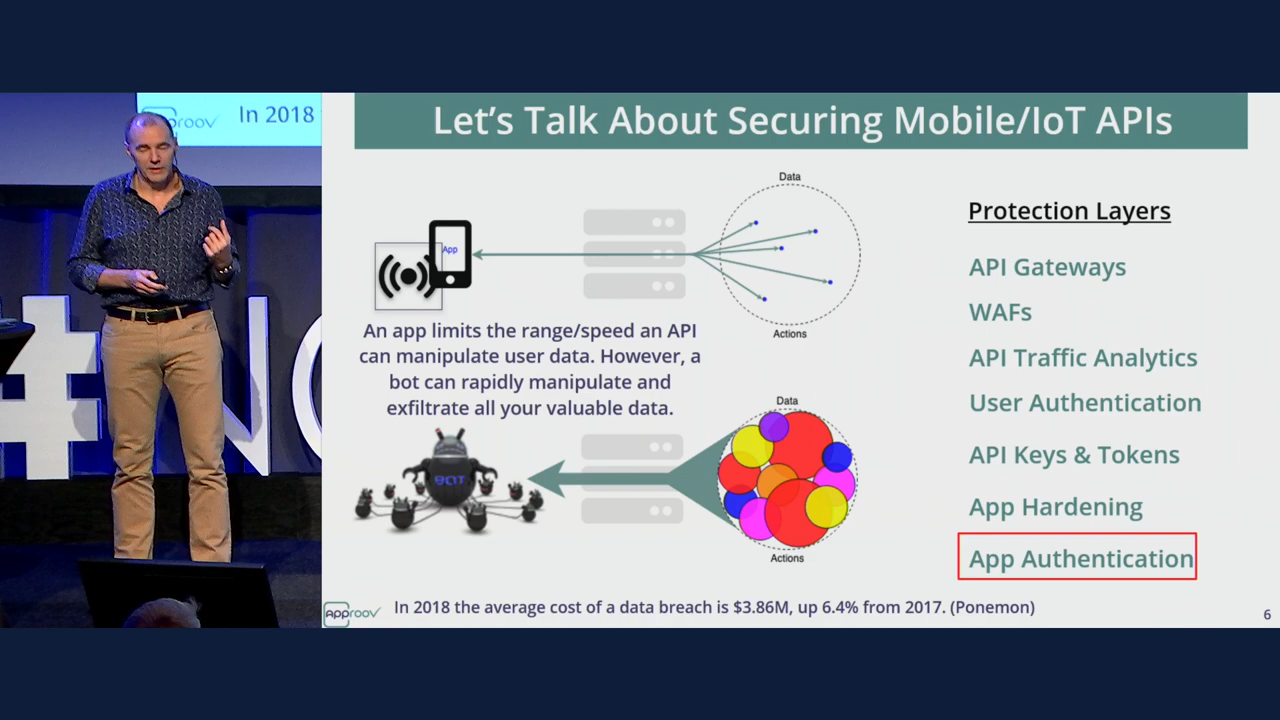 In 2018
Let's Talk About Securing Mobile/IoT APIs
Data
App
Actions
An app limits the range/speed an API
can manipulate user data. However, a
bot can rapidly manipulate and
exfiltrate all your valuable data.
Data
BOT
Actions
Protection Layers
API Gateways
WAFs
API Traffic Analytics
User Authentication
API Keys & Tokens
App Hardening
App Authentication
Approov
In 2018 the average cost of a data breach is $3.86M, up 6.4% from 2017. (Ponemon)
6